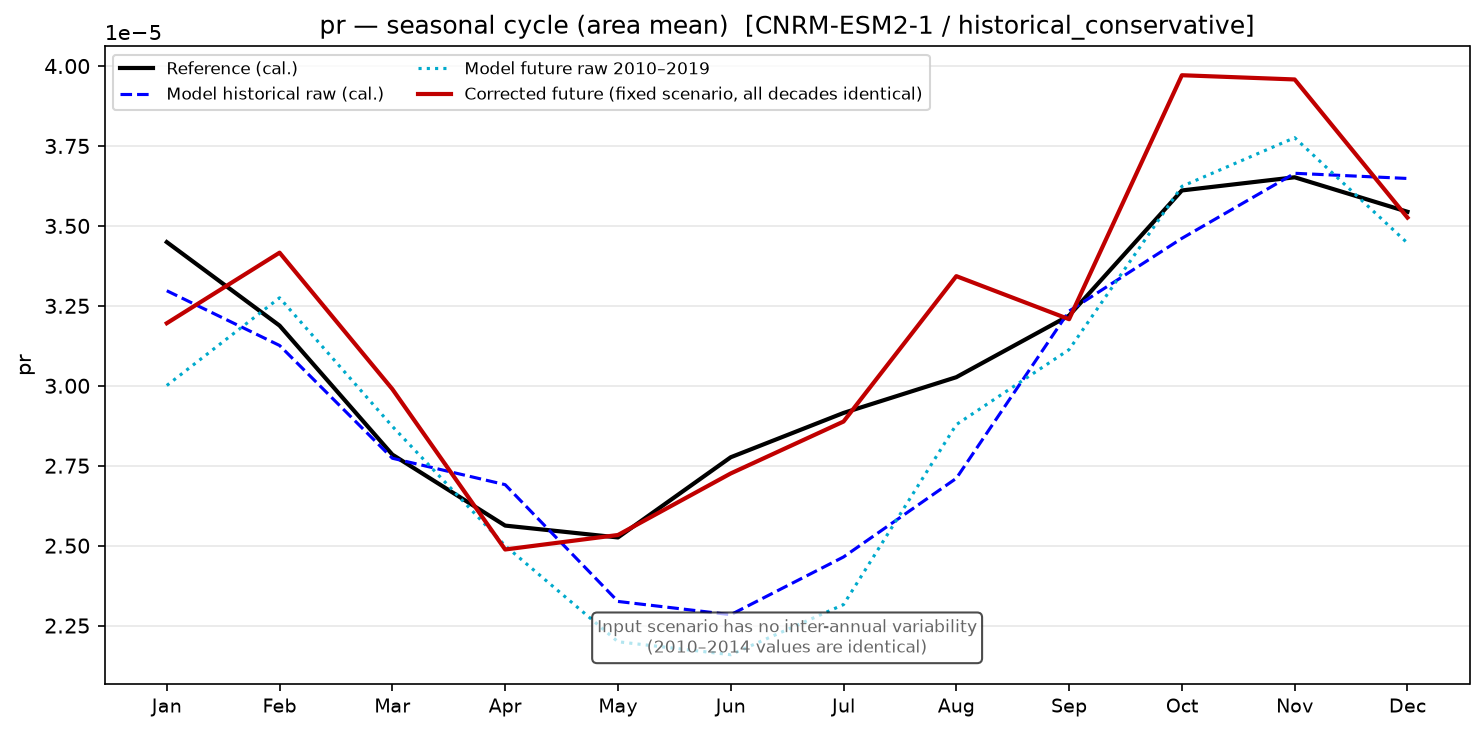 pr — seasonal cycle (area mean)  [CNRM-ESM2-1 / historical_conservative]
1e−5
Reference (cal.)
Model historical raw (cal.)
Model future raw 2010–2019
Corrected future (fixed scenario, all decades identical)
4.00
3.75
3.50
3.25
3.00
2.75
2.50
2.25
pr
Input scenario has no inter-annual variability
(2010–2014 values are identical)
Jan
Feb
Mar
Apr
May
Jun
Jul
Aug
Sep
Oct
Nov
Dec